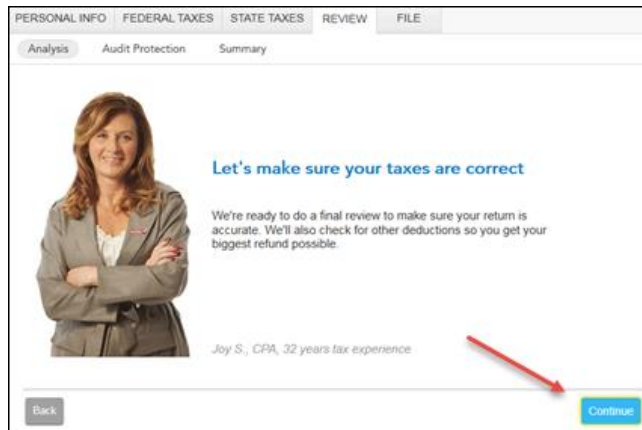 PERSONAL INFO FEDERAL TAXES STATE TAXES REVIEW FILE
Analysis Audit Protection Summary
Let's make sure your taxes are correct
We're ready to do a final review to make sure your return is
accurate. We'll also check for other deductions so you get your
biggest refund possible.
Joy S., CPA, 32 years tax experience
Back Continue